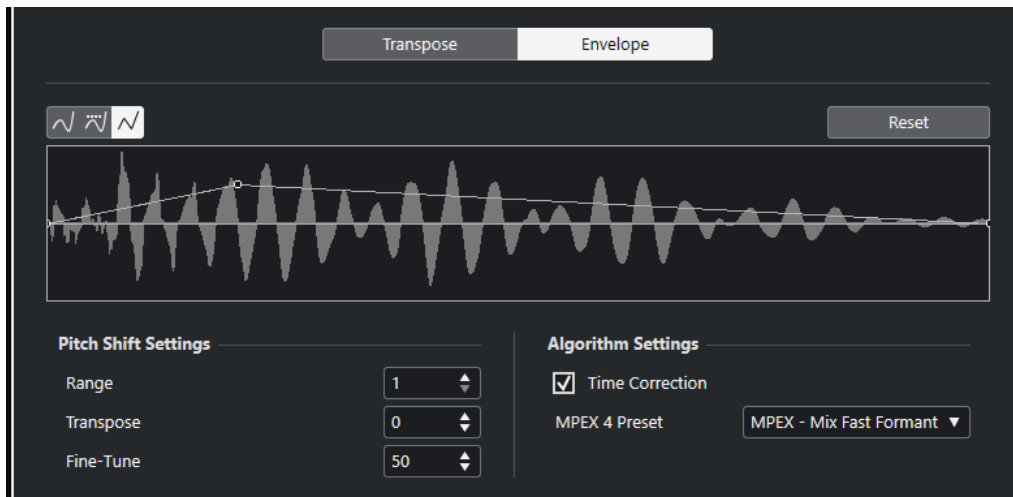 Transpose Envelope
Reset
Pitch Shift Settings
Range 1
Transpose 0
Fine-Tune 50
Algorithm Settings
Time Correction
MPEX 4 Preset MPEX - Mix Fast Formant